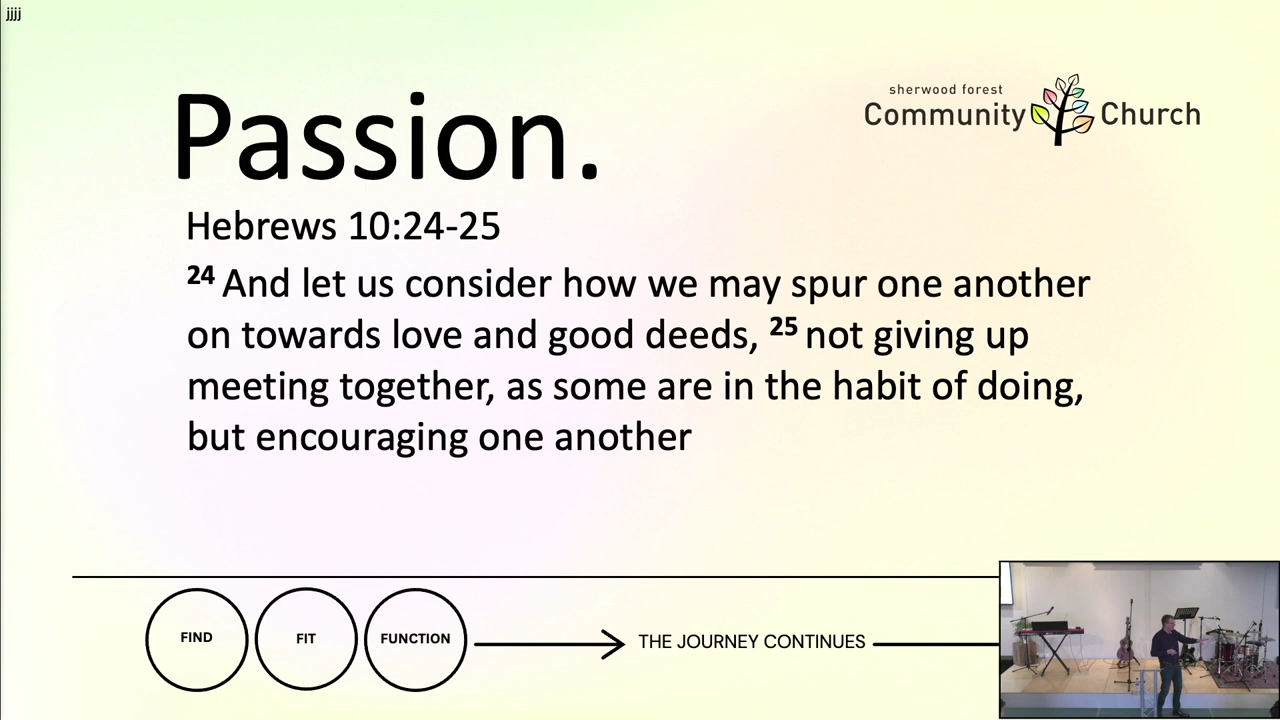 jjjj
Passion.
sherwood forest
Community Church
Hebrews 10:24-25
24 And let us consider how we may spur one another
on towards love and good deeds, 25 not giving up
meeting together, as some are in the habit of doing,
but encouraging one another
FIND
FIT
FUNCTION
THE JOURNEY CONTINUES